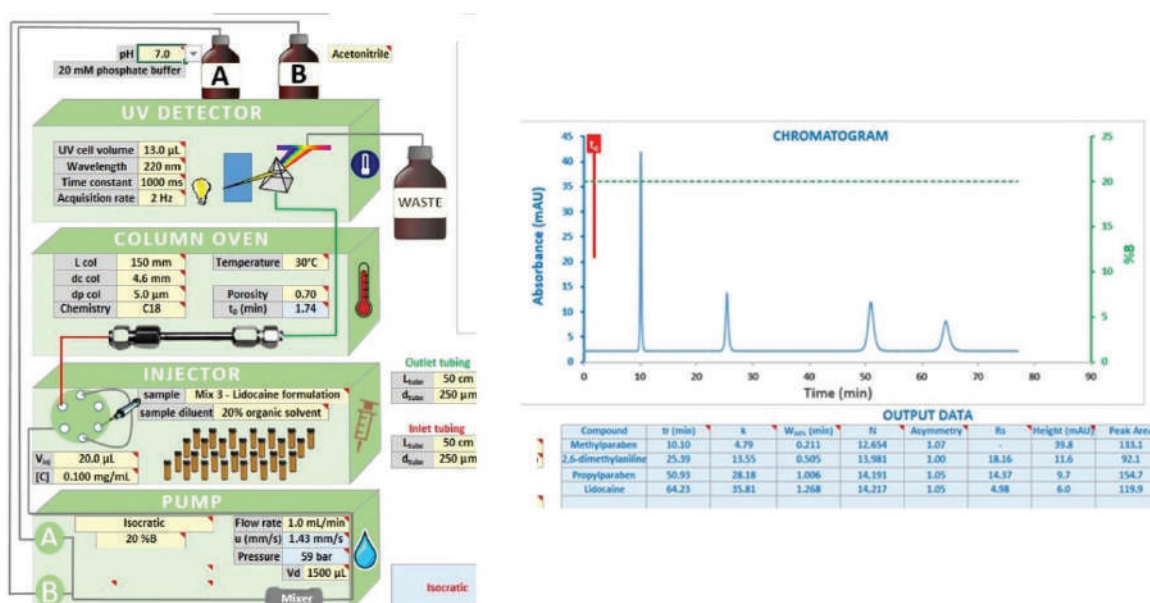 pH 7.0
20 mM phosphate buffer
A
B
Acetonitrile
UV DETECTOR
UV cell volume 13.0 µL
Wavelength 220 nm
Time constant 1000 ms
Acquisition rate 2 Hz
WASTE
COLUMN OVEN
L col 150 mm
dc col 4.6 mm
dp col 5.0 µm
Chemistry C18
Temperature 30°C
Porosity 0.70
t0 (min) 1.74
INJECTOR
sample Mix 3 - Lidocaine formulation
sample diluent 20% organic solvent
Vinj 20.0 µL
[C] 0.100 mg/mL
Outlet tubing
Ltube 50 cm
dtube 250 µm
Inlet tubing
Ltube 50 cm
dtube 250 µm
PUMP
Isocratic
20 %B
Flow rate 1.0 mL/min
u (mm/s) 1.43 mm/s
Pressure 59 bar
Vd 1500 µL
A
B
Mixer
Isocratic
CHROMATOGRAM
t0
Absorbance (mAU)
45
40
35
30
25
20
15
10
5
0
25
20
15
10
5
0
%B
0 10 20 30 40 50 60 70 80 90
Time (min)
OUTPUT DATA
Compound tr (min) k W50% (min) N Asymmetry Rs Height (mAU) Peak Area
Methylparaben 10.10 4.79 0.211 12,654 1.07 - 39.8 133.1
2,6-dimethylaniline 25.39 13.55 0.505 13,981 1.00 18.16 11.6 92.1
Propylparaben 50.93 28.18 1.006 14,191 1.05 14.37 9.7 154.7
Lidocaine 64.23 35.81 1.268 14,217 1.05 4.98 6.0 119.9